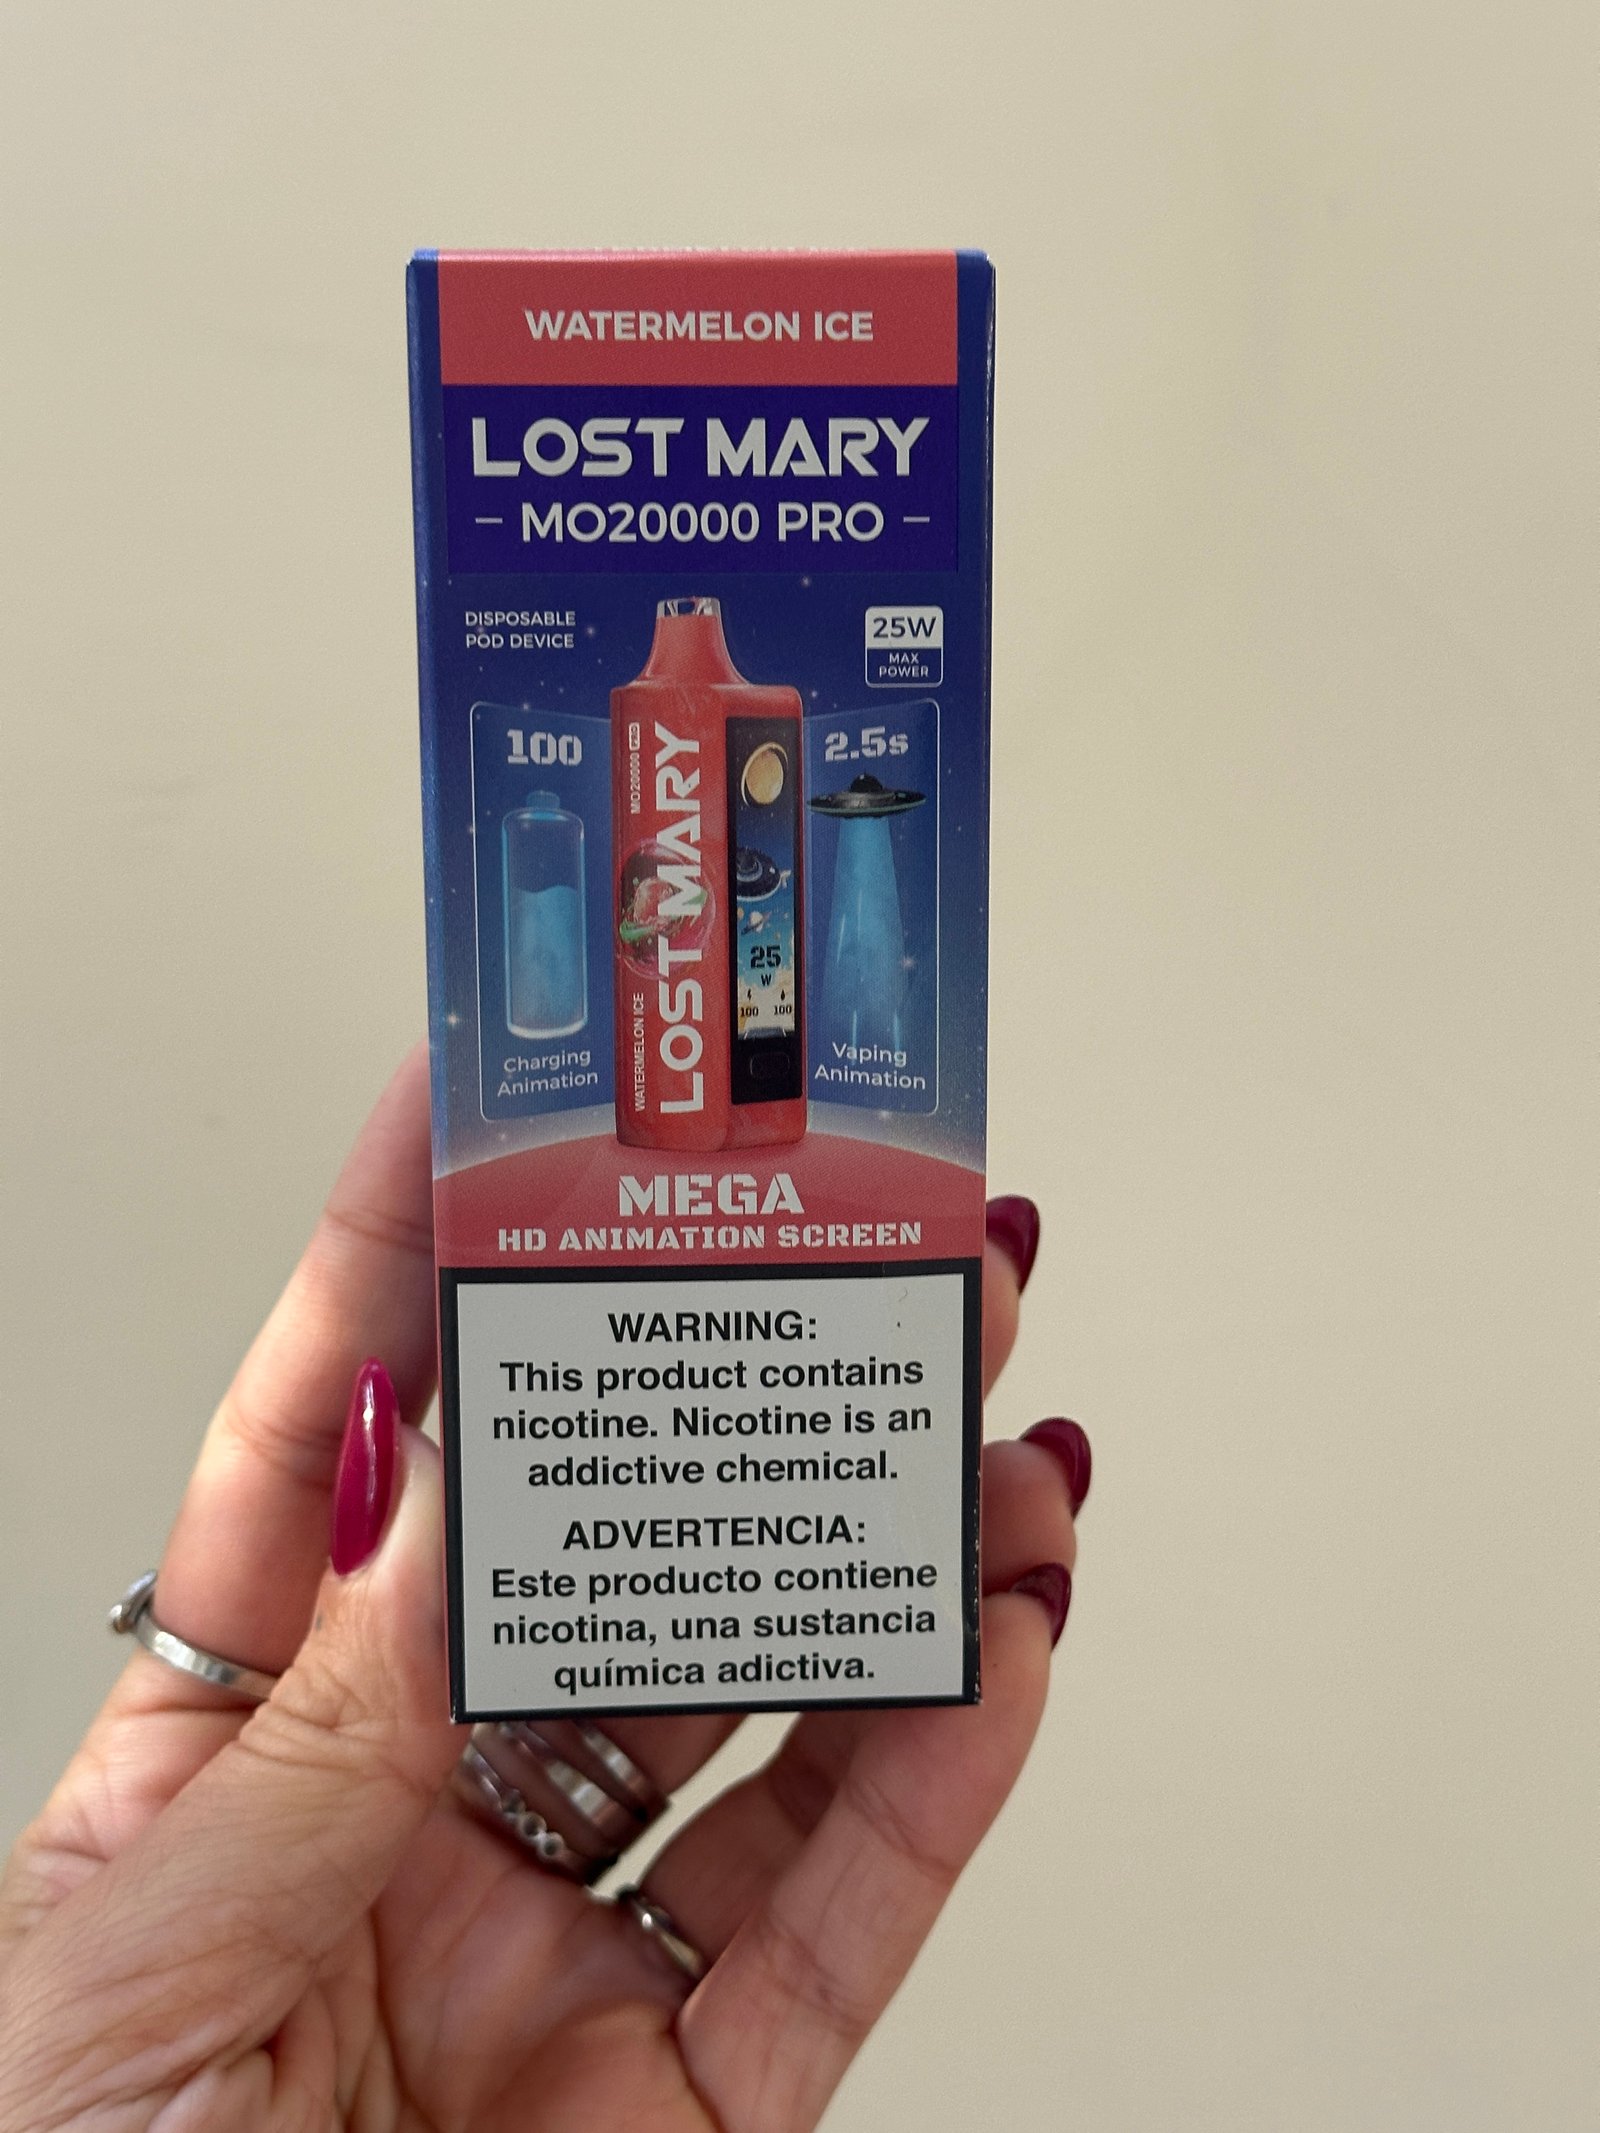 WATERMELON ICE
LOST MARY
- MO20000 PRO -
DISPOSABLE
POD DEVICE
25W
MAX
POWER
100
Charging
Animation
WATERMELON ICE
MO20000 PRO
LOST MARY
25
W
100 100
2.5s
Vaping
Animation
MEGA
HD ANIMATION SCREEN
WARNING:
This product contains
nicotine. Nicotine is an
addictive chemical.
ADVERTENCIA:
Este producto contiene
nicotina, una sustancia
química adictiva.